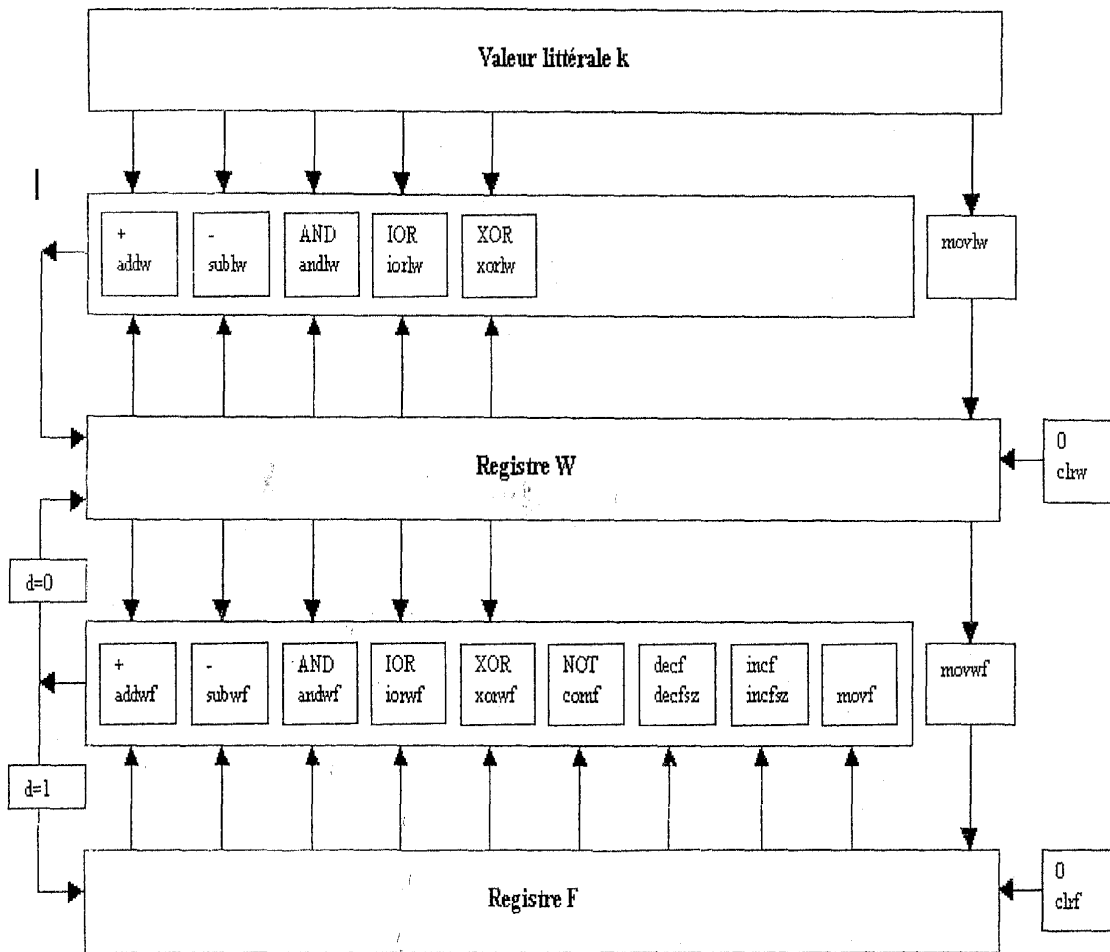 Valeur littérale k
+
addw
-
sublw
AND
andlw
IOR
iorlw
XOR
xorlw
movlw
Registre W
0
clrw
d=0
+
addwf
-
subwf
AND
andwf
IOR
iorwf
XOR
xorwf
NOT
comf
decf
decfsz
incf
incfsz
movf
movwf
d=1
Registre F
0
clrf